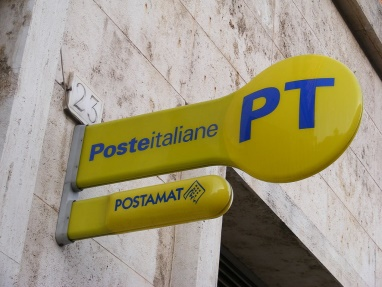 23
Posteitaliane
PT
POSTAMAT